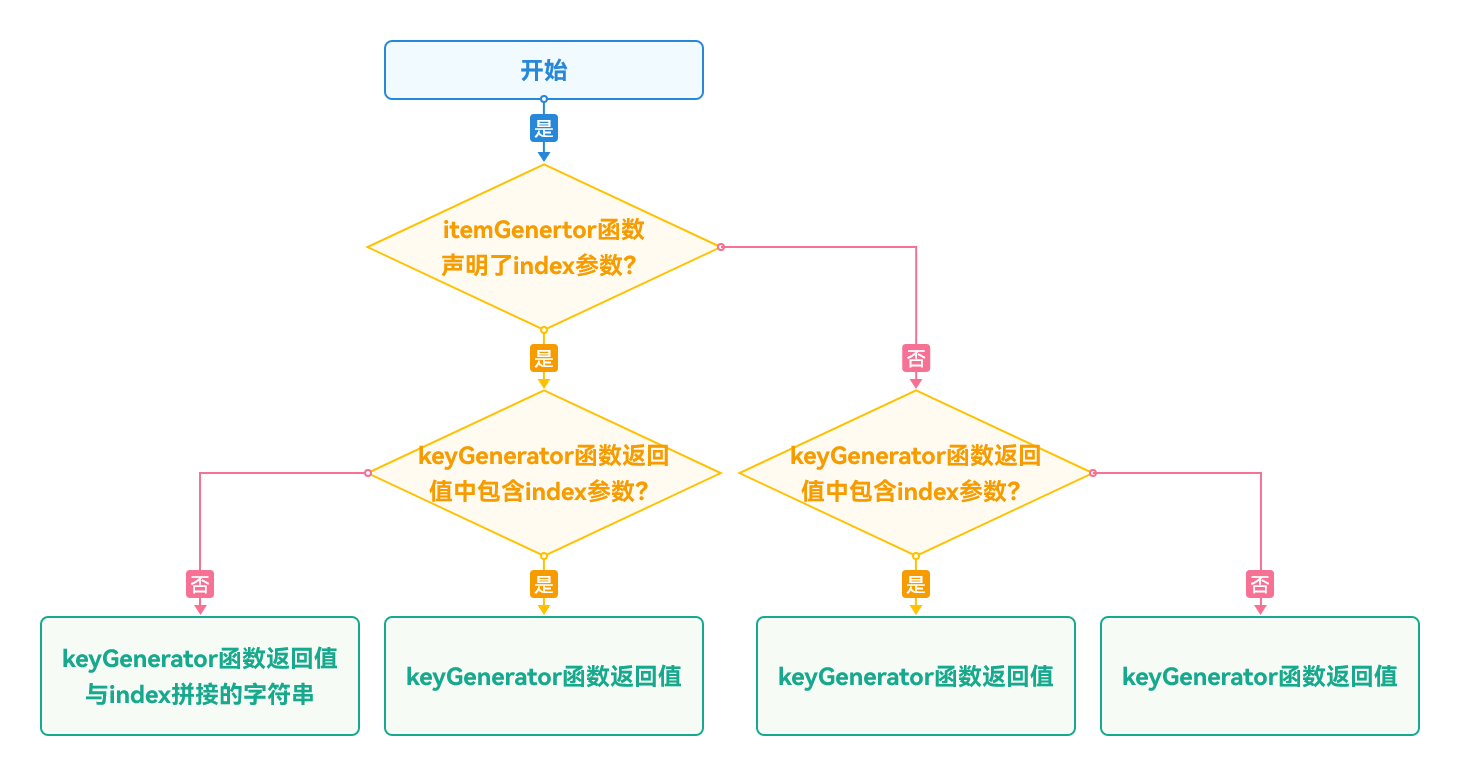 开始
是
itemGenertor函数
声明了index参数?
是
否
keyGenerator函数返回
值中包含index参数?
keyGenerator函数返回
值中包含index参数?
否
是
是
否
keyGenerator函数返回值
与index拼接的字符串
keyGenerator函数返回值
keyGenerator函数返回值
keyGenerator函数返回值